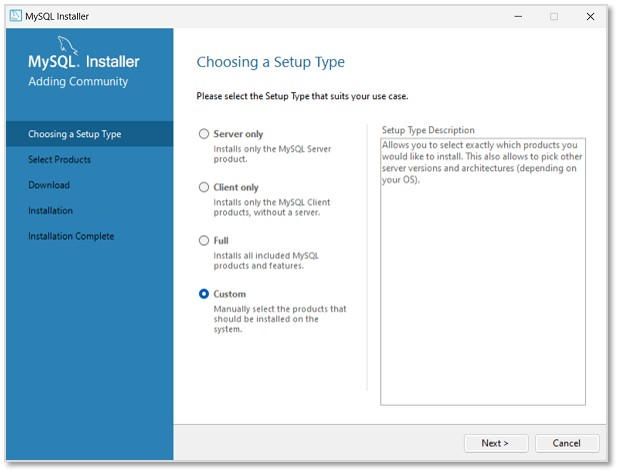 MySQL Installer
MySQL. Installer
Adding Community
Choosing a Setup Type
Select Products
Download
Installation
Installation Complete
Choosing a Setup Type
Please select the Setup Type that suits your use case.
Server only
Installs only the MySQL Server
product.
Client only
Installs only the MySQL Client
products, without a server.
Full
Installs all included MySQL
products and features.
Custom
Manually select the products that
should be installed on the
system.
Setup Type Description
Allows you to select exactly which products you
would like to install. This also allows to pick other
server versions and architectures (depending on
your OS).
Next >
Cancel